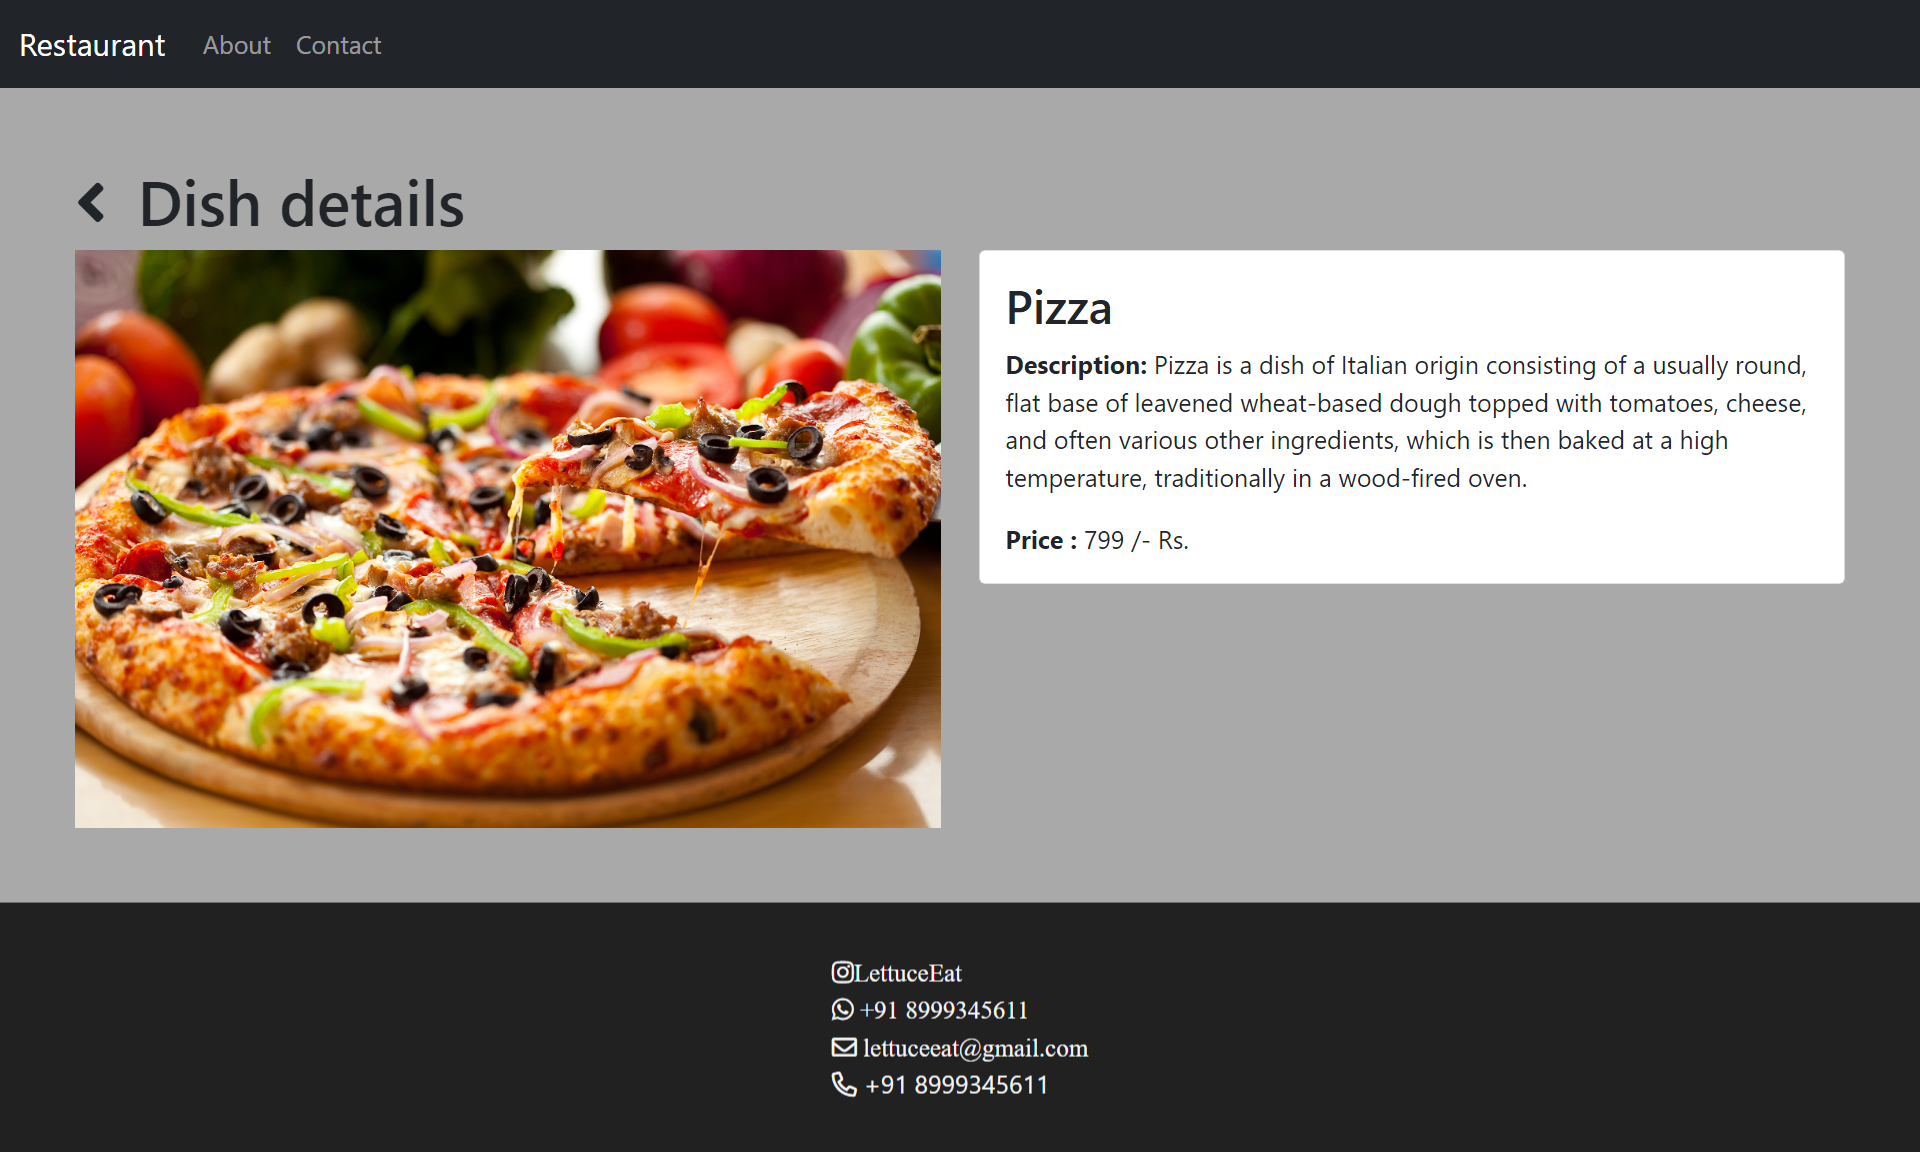 Restaurant About Contact
Dish details
Pizza
Description: Pizza is a dish of Italian origin consisting of a usually round,
flat base of leavened wheat-based dough topped with tomatoes, cheese,
and often various other ingredients, which is then baked at a high
temperature, traditionally in a wood-fired oven.
Price : 799 /- Rs.
LettuceEat
+91 8999345611
lettuceeat@gmail.com
+91 8999345611